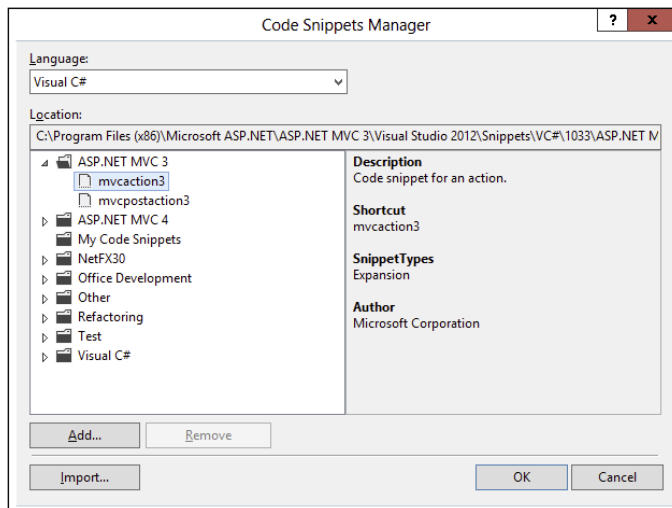 Code Snippets Manager
?
x
Language:
Visual C#
Location:
C:\Program Files (x86)\Microsoft ASP.NET\ASP.NET MVC 3\Visual Studio 2012\Snippets\VC#\1033\ASP.NET M
ASP.NET MVC 3
mvcaction3
mvcpostaction3
ASP.NET MVC 4
My Code Snippets
NetFX30
Office Development
Other
Refactoring
Test
Visual C#
Description
Code snippet for an action.
Shortcut
mvcaction3
SnippetTypes
Expansion
Author
Microsoft Corporation
Add...
Remove
Import...
OK
Cancel